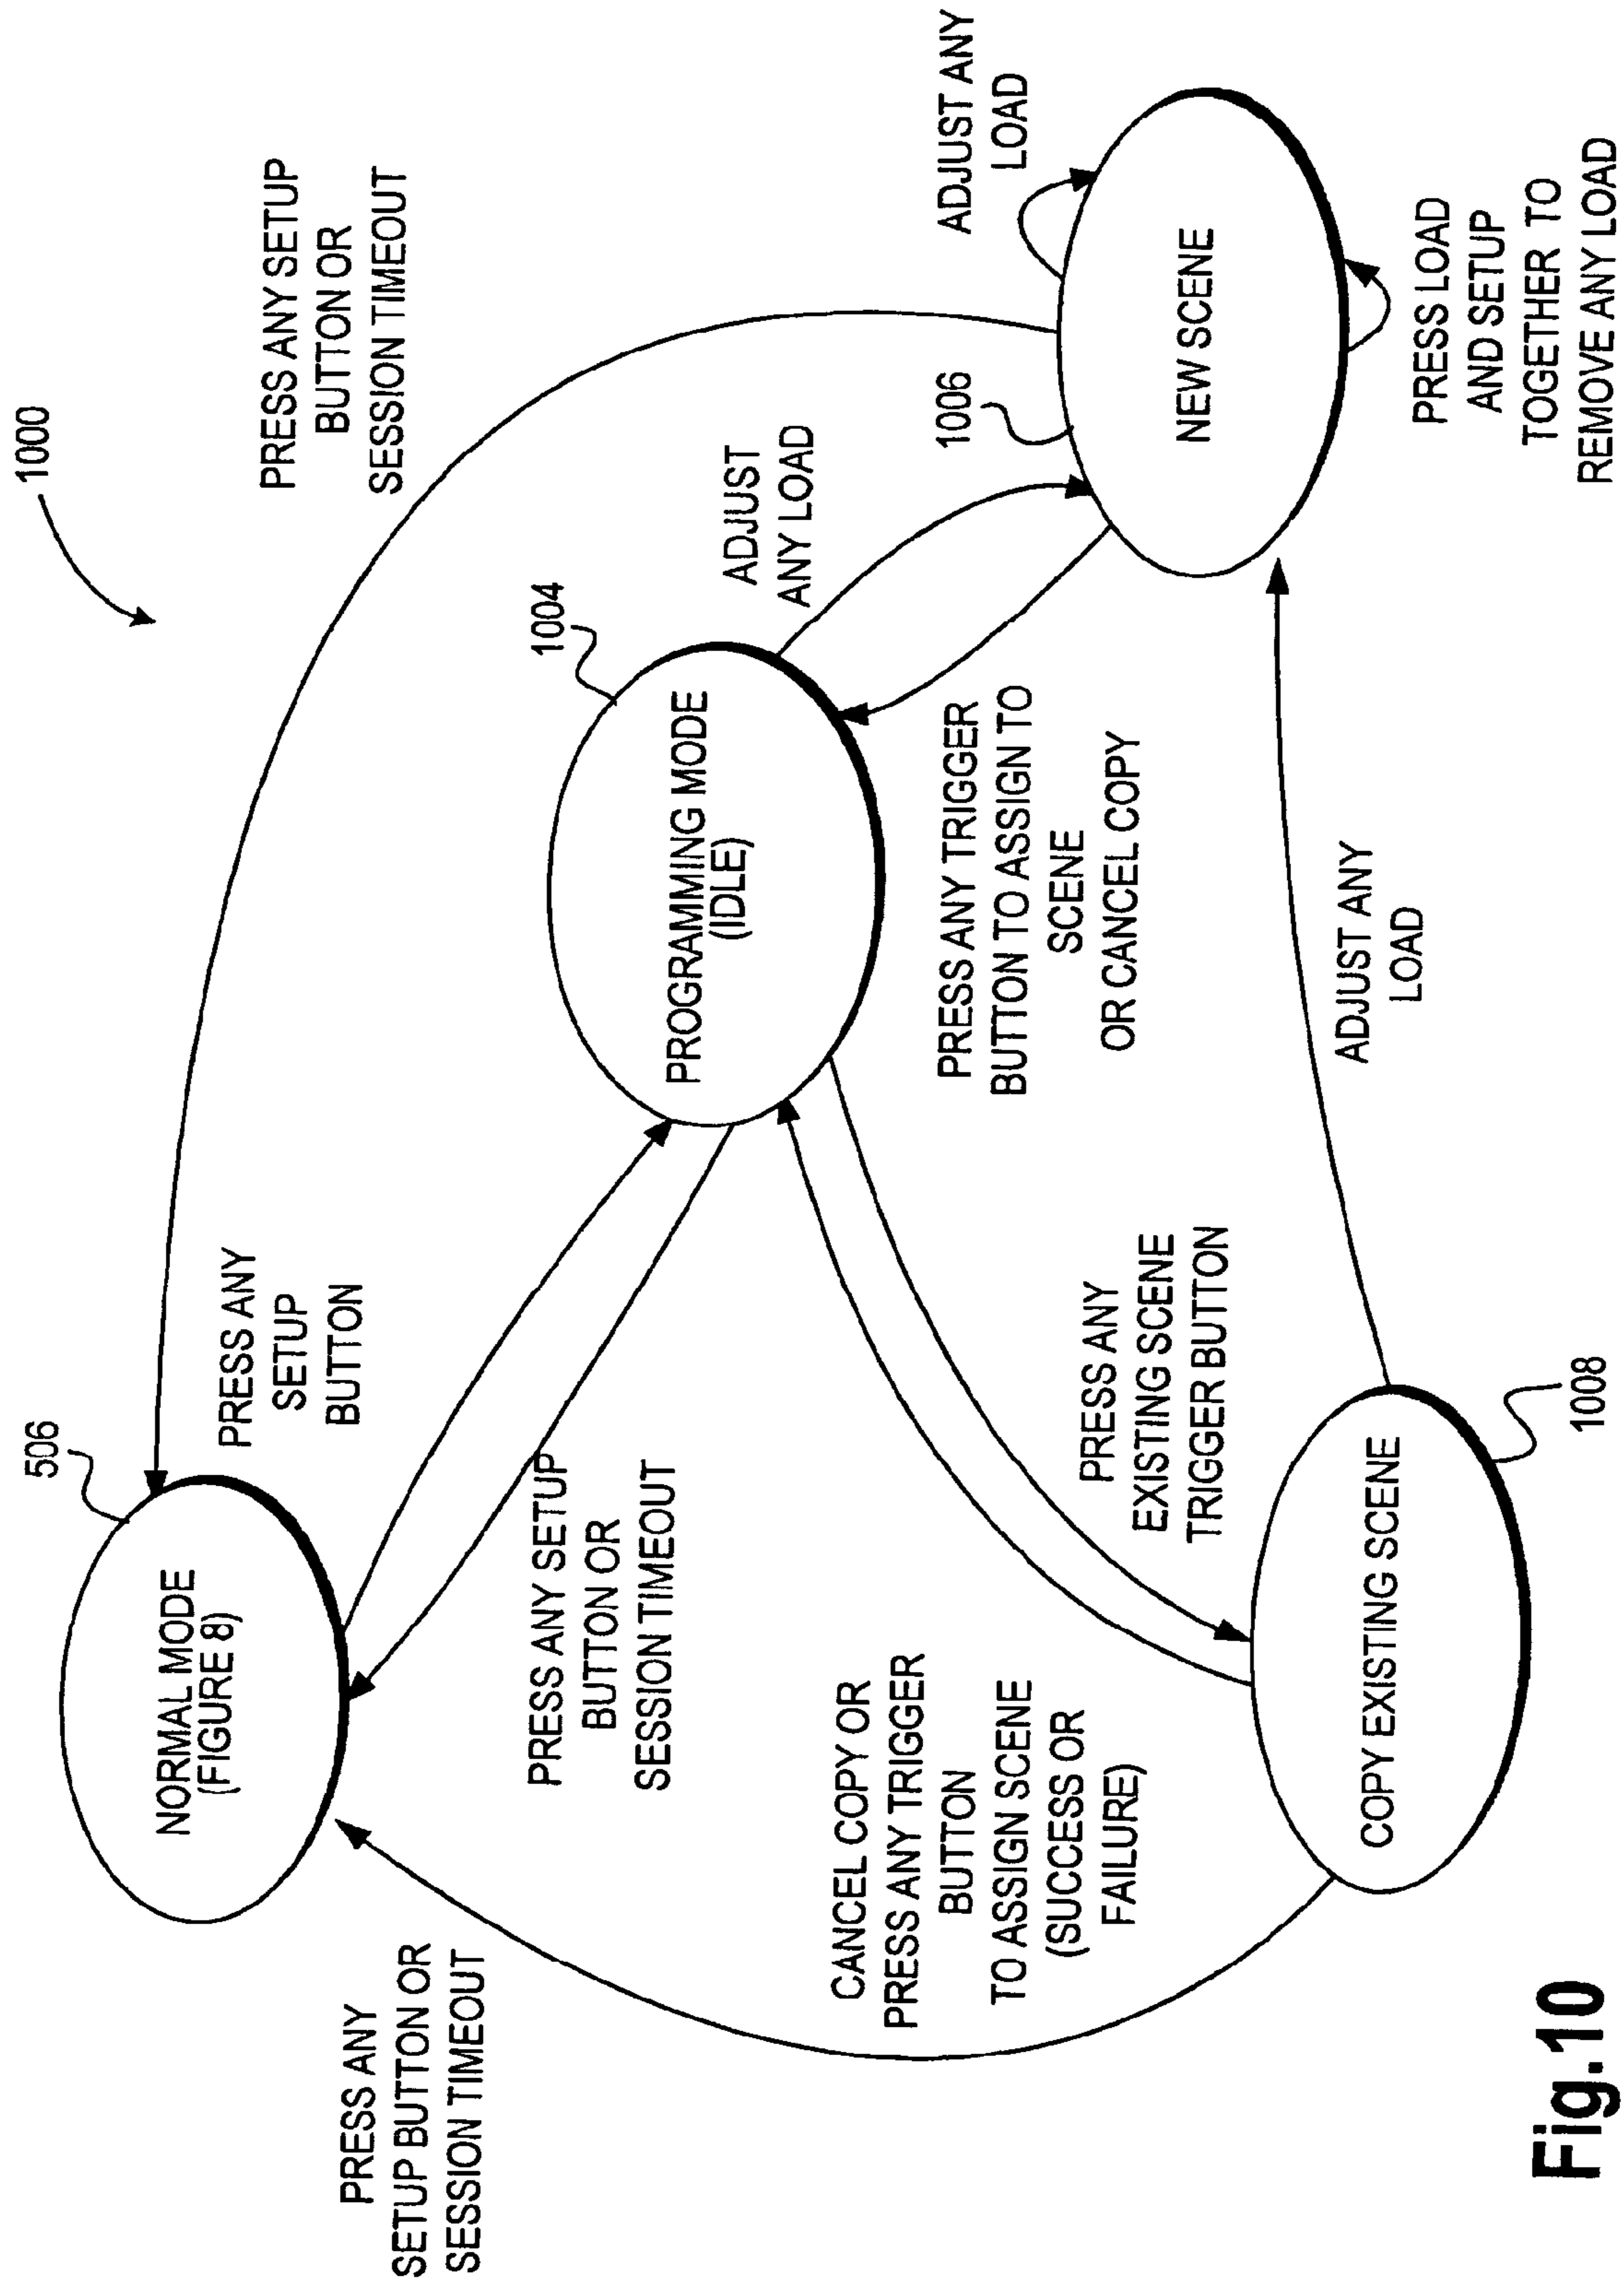 1000
506
NORMAL MODE
(FIGURE 8)
PRESS ANY
SETUP
BUTTON
PRESS ANY SETUP
BUTTON OR
SESSION TIMEOUT
PRESS ANY
SETUP BUTTON OR
SESSION TIMEOUT
PRESS ANY SETUP
BUTTON OR
SESSION TIMEOUT
1004
PROGRAMMING MODE
(IDLE)
ADJUST
ANY LOAD
1006
NEW SCENE
ADJUST ANY
LOAD
PRESS LOAD
AND SETUP
TOGETHER TO
REMOVE ANY LOAD
PRESS ANY TRIGGER
BUTTON TO ASSIGN TO
SCENE
OR CANCEL COPY
CANCEL COPY OR
PRESS ANY TRIGGER
BUTTON
TO ASSIGN SCENE
(SUCCESS OR
FAILURE)
PRESS ANY
EXISTING SCENE
TRIGGER BUTTON
ADJUST ANY
LOAD
COPY EXISTING SCENE
1008
Fig.10